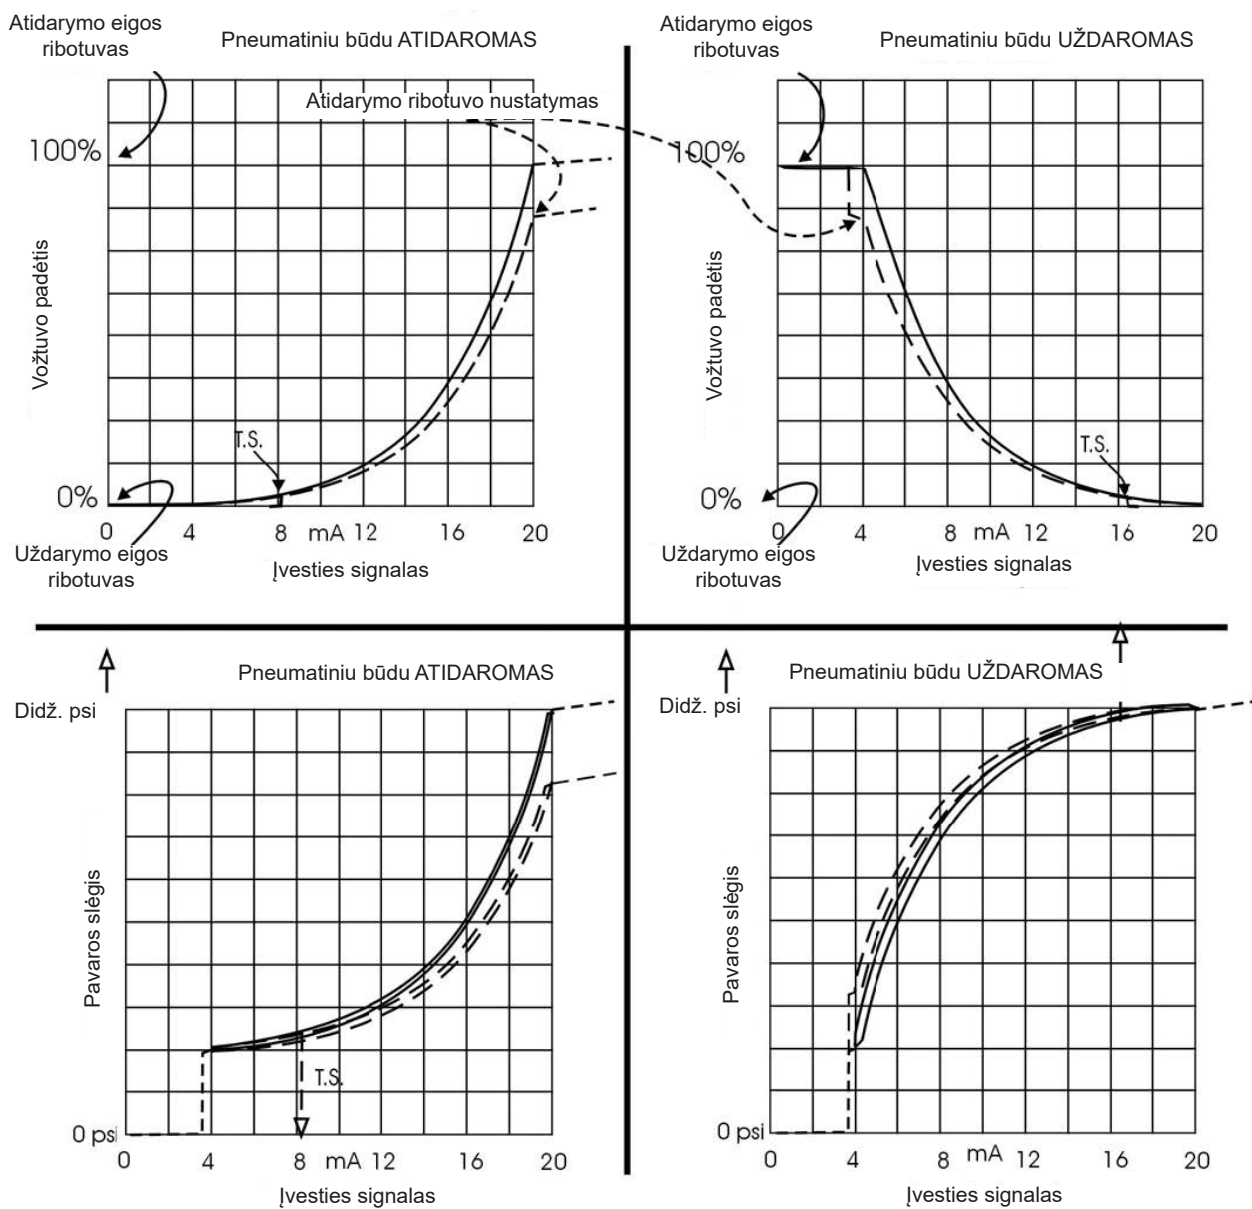 Atidarymo eigos
ribotuvas
Pneumatiniu būdu ATIDAROMAS
Atidarymo ribotuvo nustatymas
100%
Vožtuvo padėtis
T.S.
0%
0 4 8 mA 12 16 20
Uždarymo eigos
ribotuvas
Įvesties signalas
Atidarymo eigos
ribotuvas
Pneumatiniu būdu UŽDAROMAS
100%
Vožtuvo padėtis
T.S.
0%
0 4 8 mA 12 16 20
Uždarymo eigos
ribotuvas
Įvesties signalas
Pneumatiniu būdu ATIDAROMAS
Didž. psi
Pavaros slėgis
T.S.
0 psi
0 4 8 mA 12 16 20
Įvesties signalas
Pneumatiniu būdu UŽDAROMAS
Didž. psi
Pavaros slėgis
0 psi
0 4 8 mA 12 16 20
Įvesties signalas